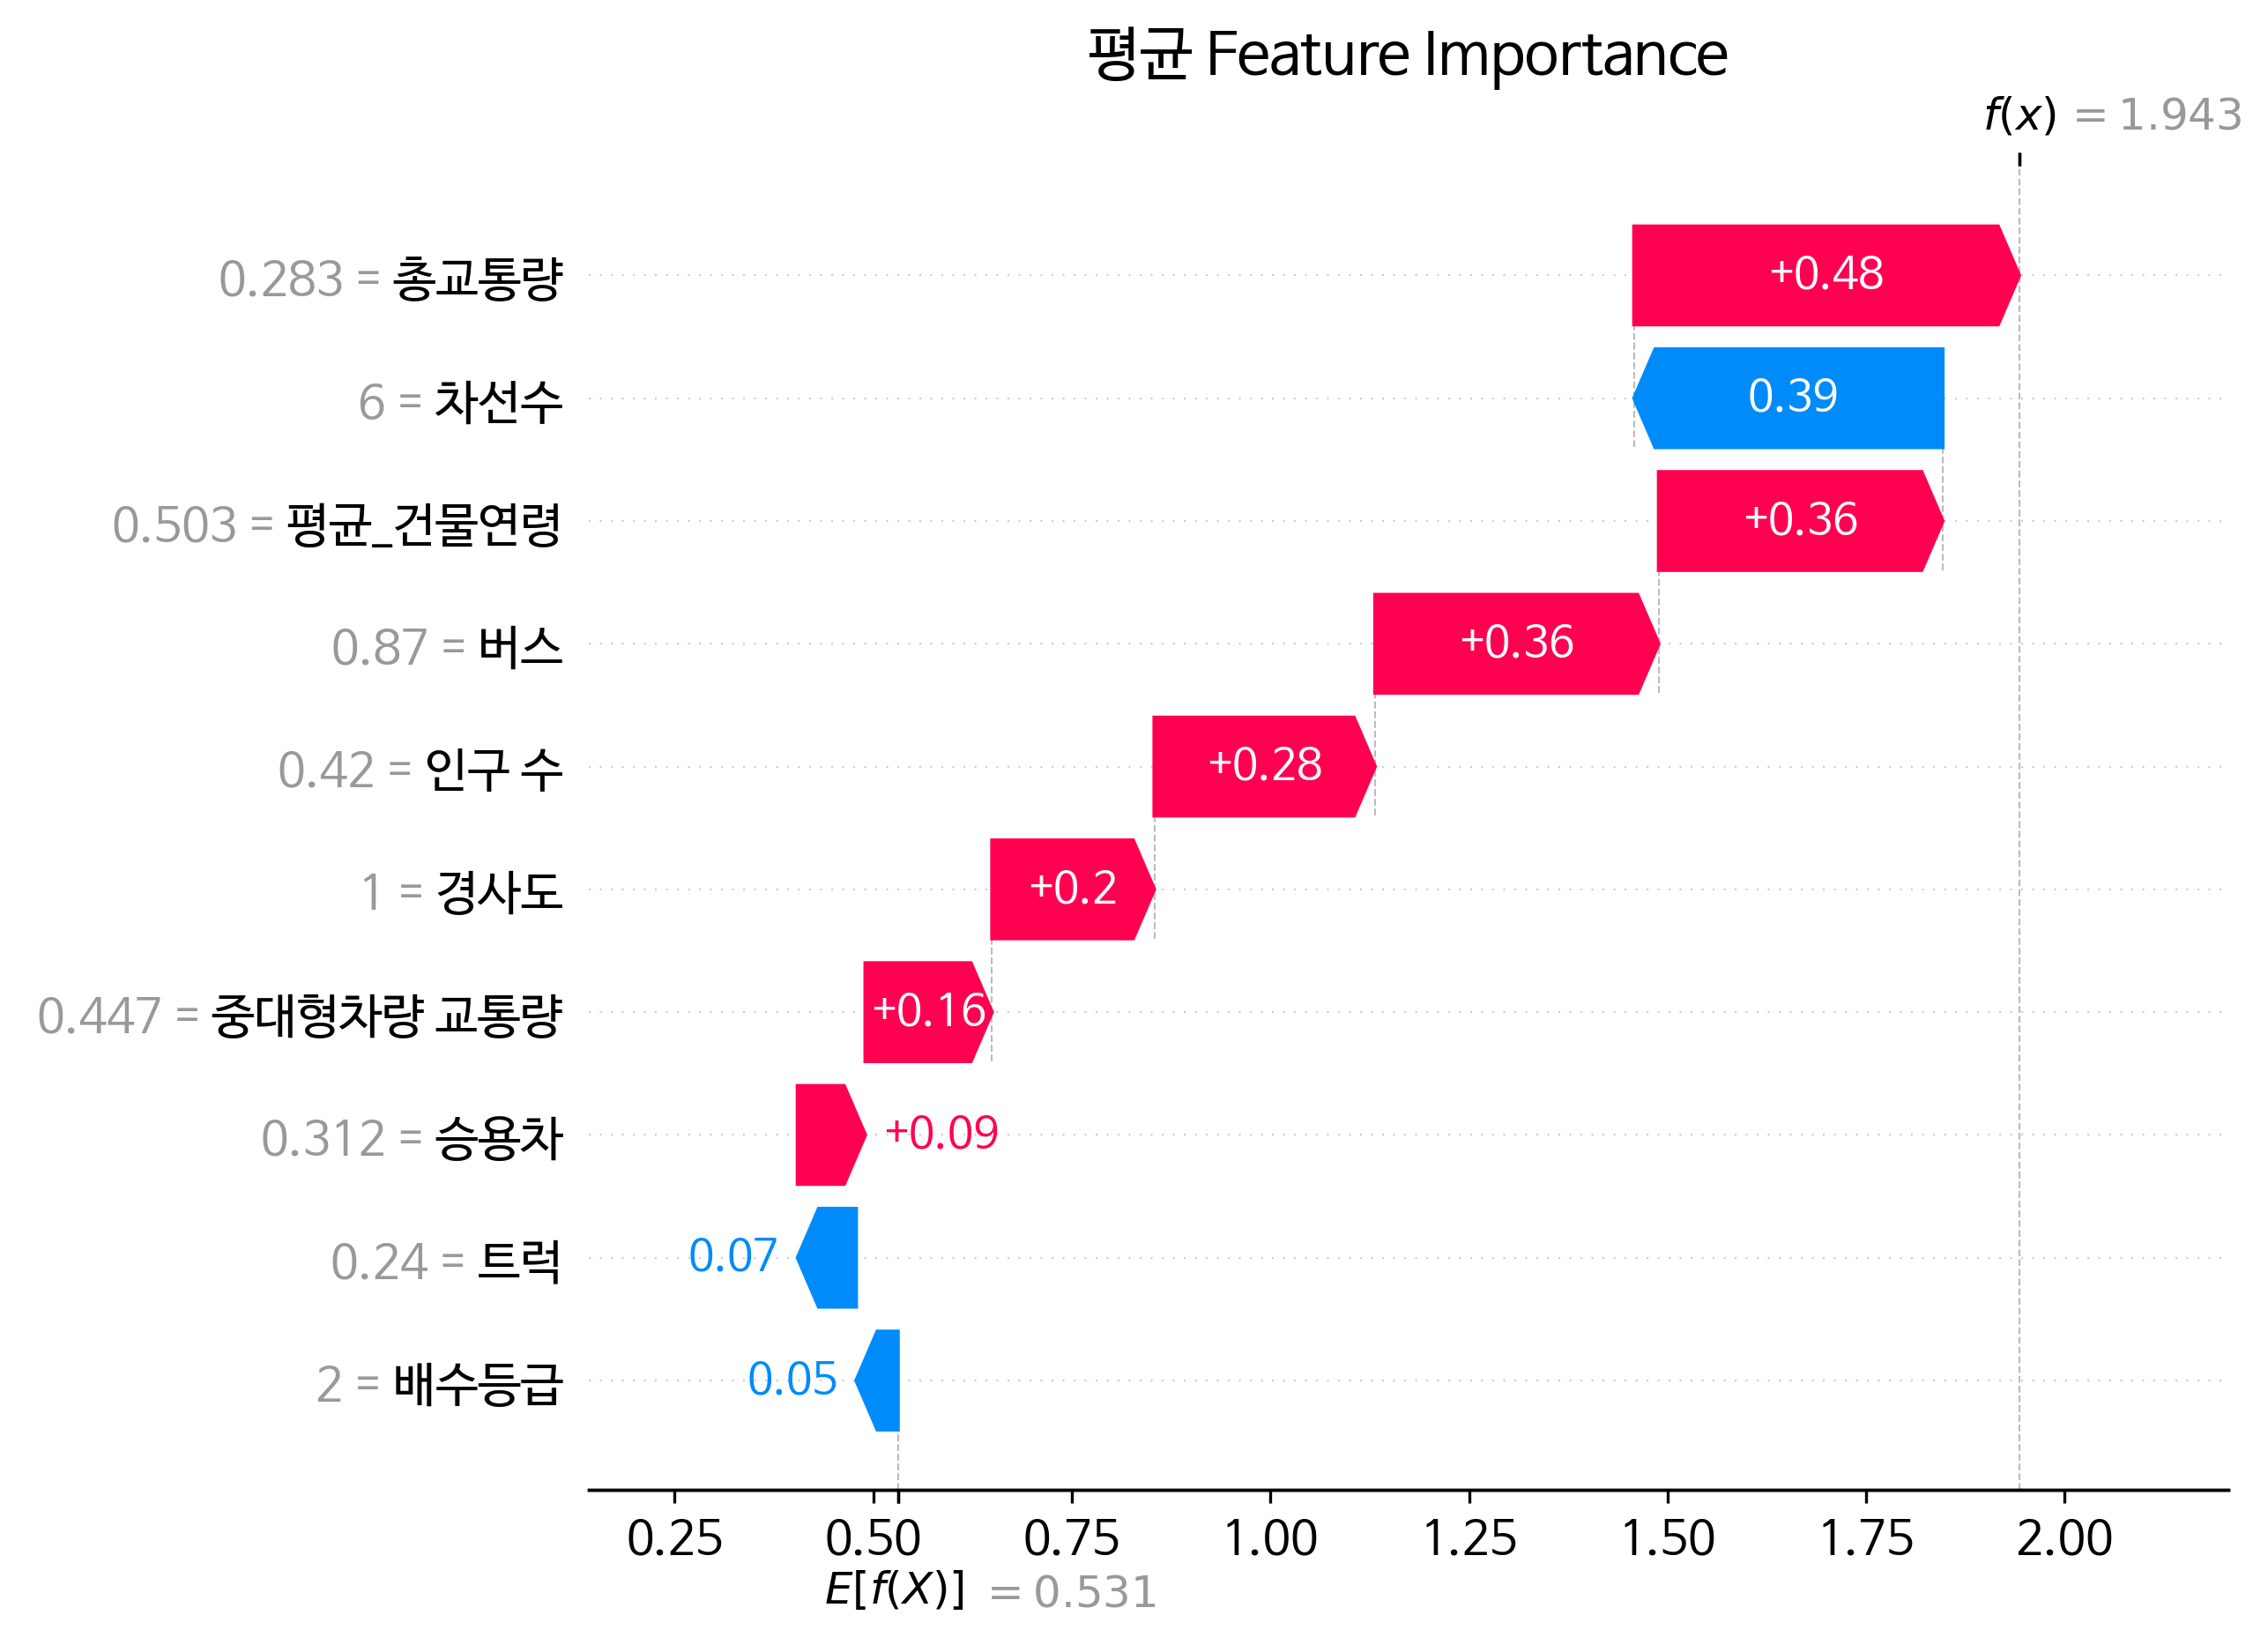 평균 Feature Importance
f(x) = 1.943
0.283 = 총교통량 +0.48
6 = 차선수 0.39
0.503 = 평균_건물연령 +0.36
0.87 = 버스 +0.36
0.42 = 인구 수 +0.28
1 = 경사도 +0.2
0.447 = 중대형차량 교통량 +0.16
0.312 = 승용차 +0.09
0.24 = 트럭 0.07
2 = 배수등급 0.05
0.25 0.50 0.75 1.00 1.25 1.50 1.75 2.00
E[f(X)] = 0.531